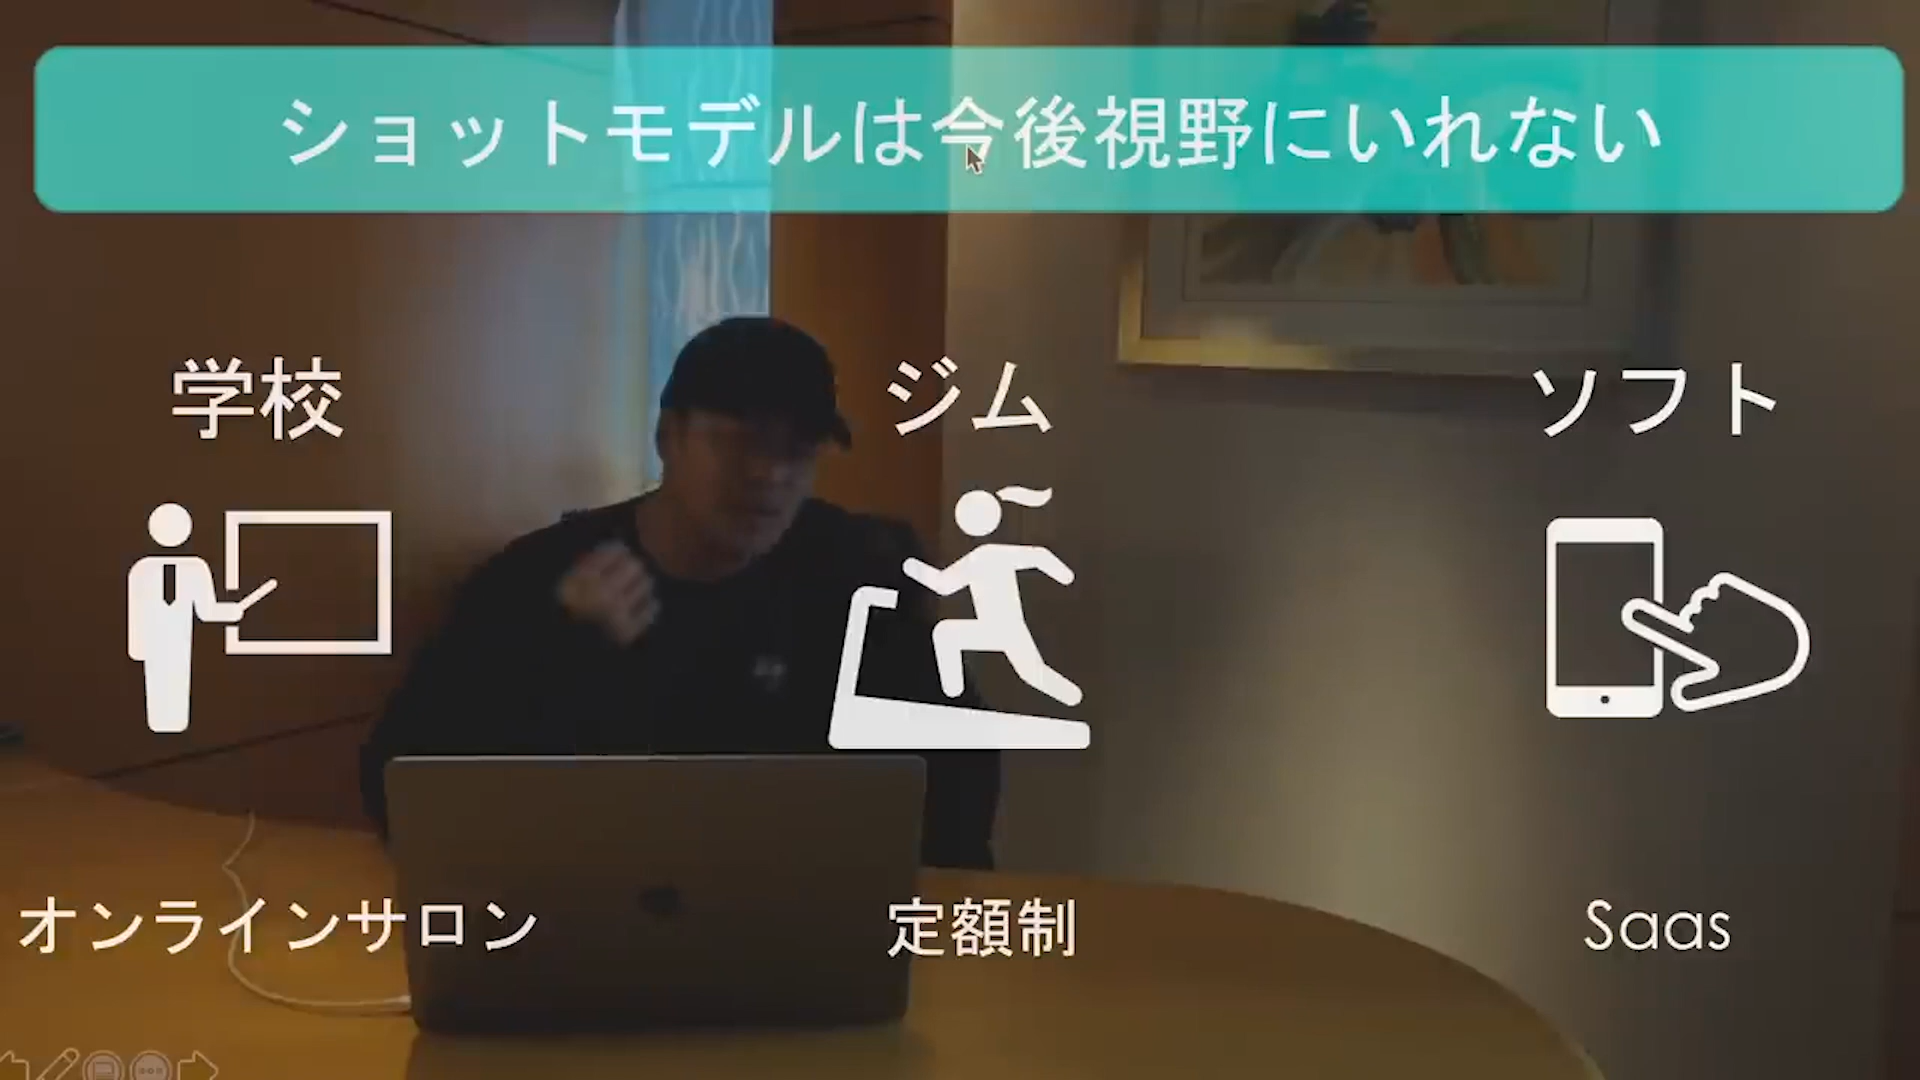 ショットモデルは今後視野にいれない
学校
ジム
ソフト
オンラインサロン
定額制
Saas